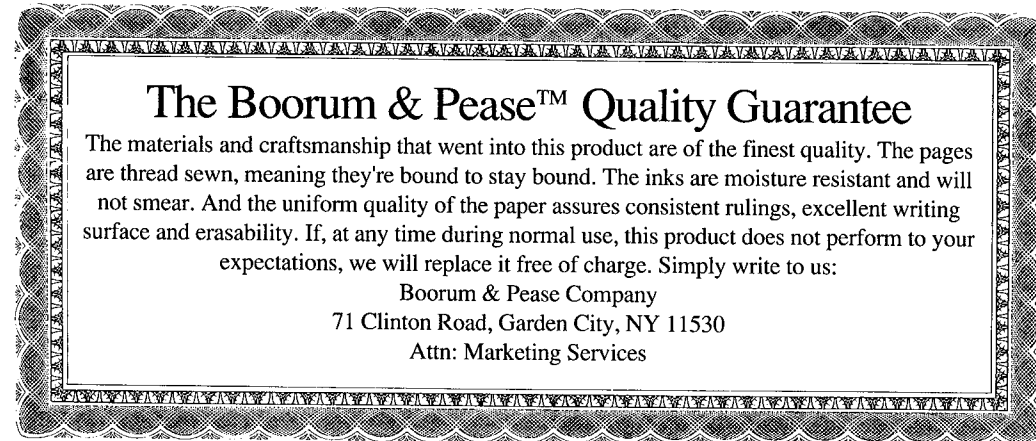 The Boorum & Pease™ Quality Guarantee
The materials and craftsmanship that went into this product are of the finest quality. The pages
are thread sewn, meaning they're bound to stay bound. The inks are moisture resistant and will
not smear. And the uniform quality of the paper assures consistent rulings, excellent writing
surface and erasability. If, at any time during normal use, this product does not perform to your
expectations, we will replace it free of charge. Simply write to us:
Boorum & Pease Company
71 Clinton Road, Garden City, NY 11530
Attn: Marketing Services